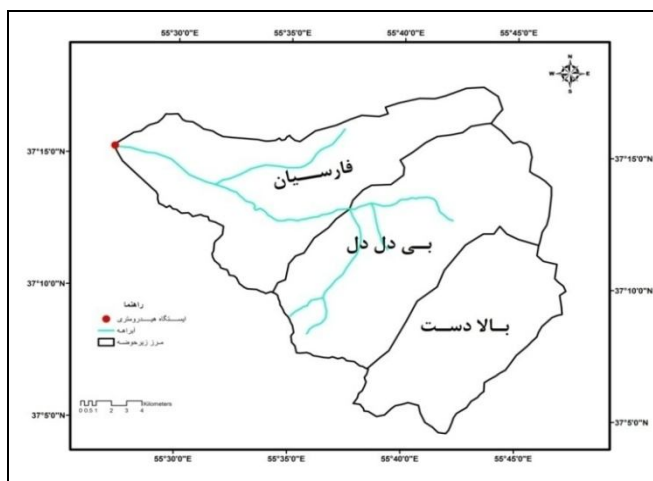 55°30'0"E
55°35'0"E
55°40'0"E
55°45'0"E
N
W
E
S
37°15'0"N
37°15'0"N
فارسیان
بی دل دل
37°10'0"N
37°10'0"N
راهنما
ایستگاه هیدرومتری
آبراهه
مرز زیرحوضه
بالا دست
0 0.5 1 2 3 4
Kilometers
37°5'0"N
37°5'0"N
55°30'0"E
55°35'0"E
55°40'0"E
55°45'0"E